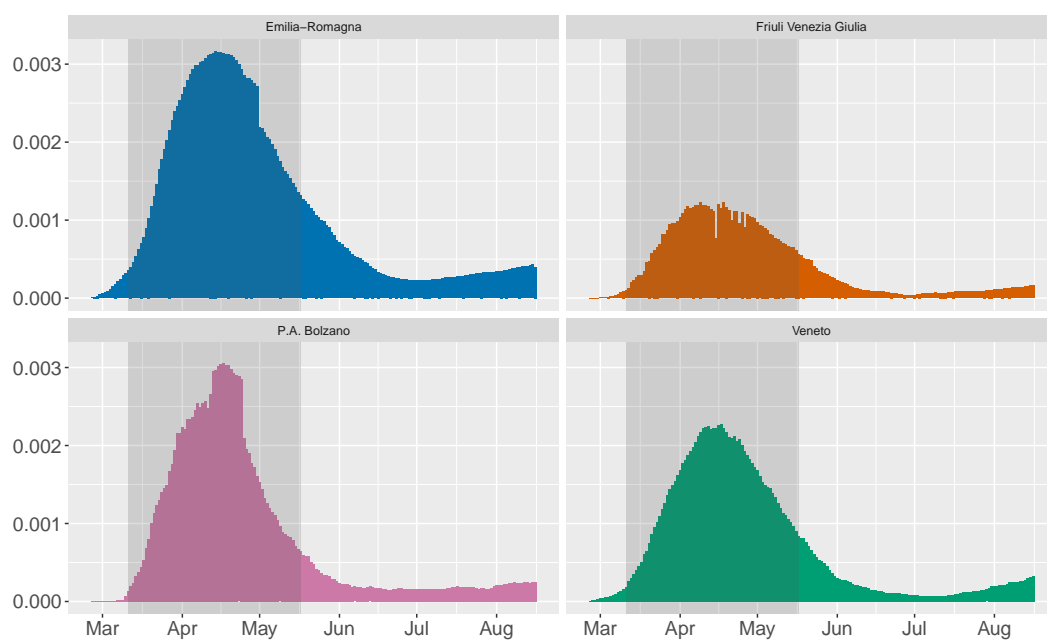 Emilia−Romagna
Friuli Venezia Giulia
0.003
0.002
0.001
0.000
P.A. Bolzano
Veneto
0.003
0.002
0.001
0.000
Mar Apr May Jun Jul Aug
Mar Apr May Jun Jul Aug